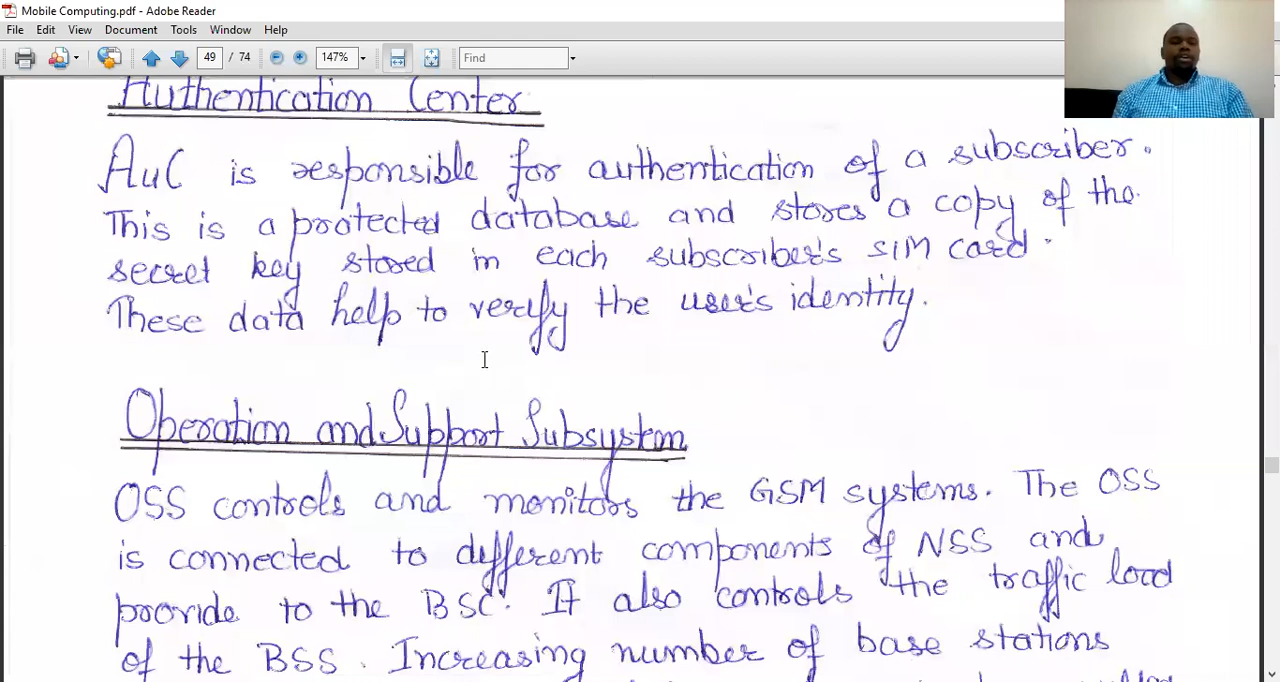 Mobile Computing.pdf - Adobe Reader
File Edit View Document Tools Window Help
49 / 74 147% Find
Authentication Center
AuC is responsible for authentication of a subscriber.
This is a protected database and stores a copy of the
secret key stored in each subscriber's SIM card.
These data help to verify the user's identity.
Operation and Support Subsystem
OSS controls and monitors the GSM systems. The OSS
is connected to different components of NSS and
provide to the BSC. It also controls the traffic load
of the BSS. Increasing number of base stations